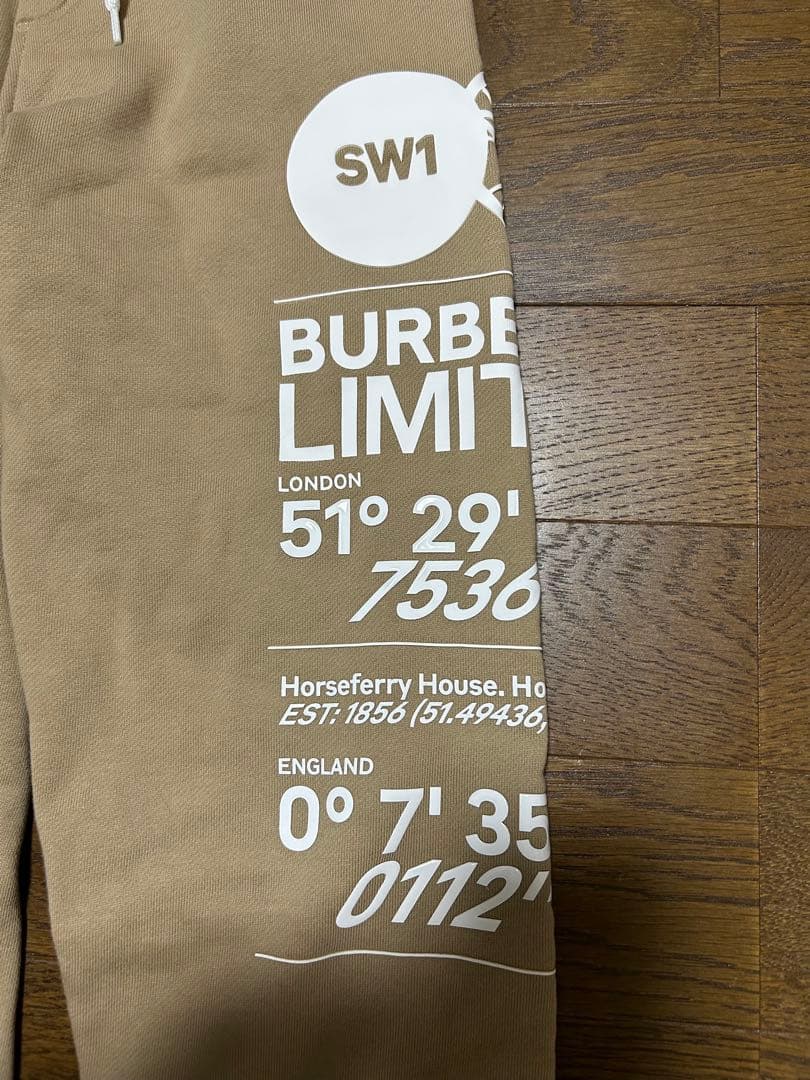 SW1
BURBE
LIMIT
LONDON
51° 29'
7536
Horseferry House. Ho
EST: 1856 (51.49436,
ENGLAND
0° 7' 35
0112"